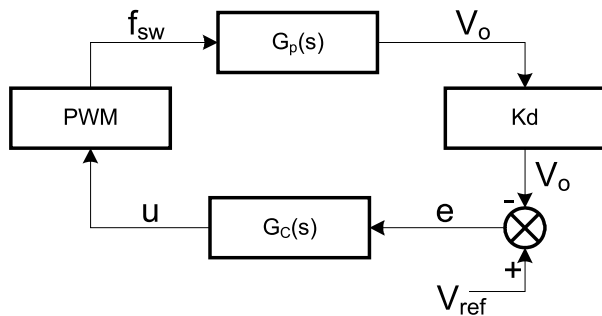 f_sw
G_p(s)
V_o
PWM
Kd
V_o
-
u
G_C(s)
e
+
V_ref